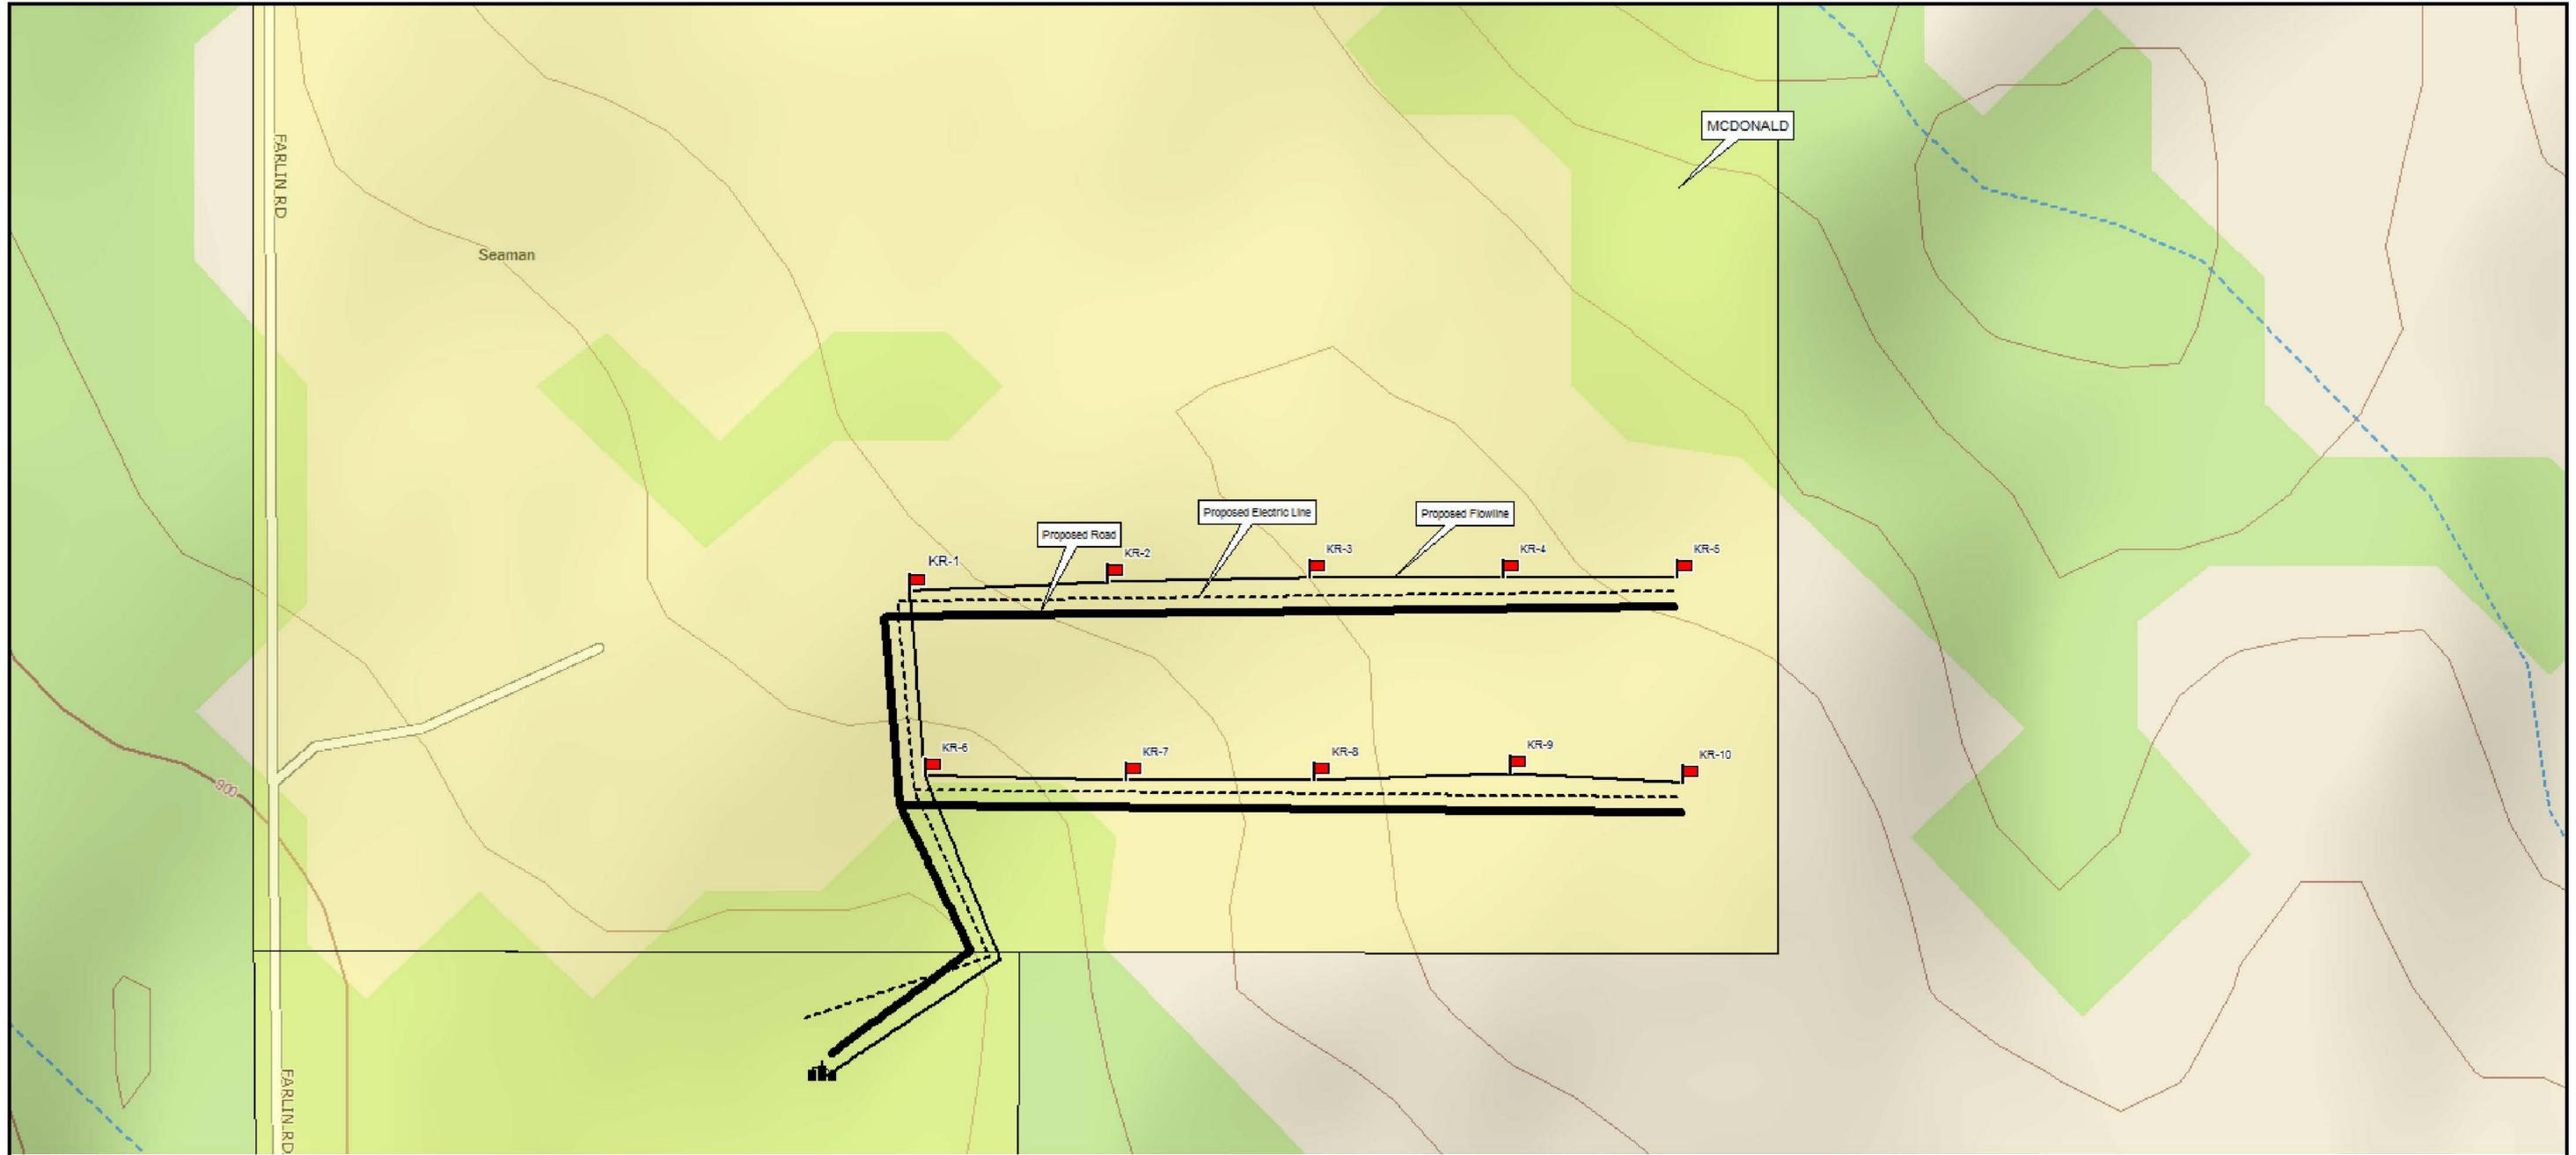 MCDONALD
FARLIN RD
Seaman
Proposed Electric Line
Proposed Flowline
Proposed Road
KR-1
KR-2
KR-3
KR-4
KR-5
KR-6
KR-7
KR-8
KR-9
KR-10
900
FARLIN RD